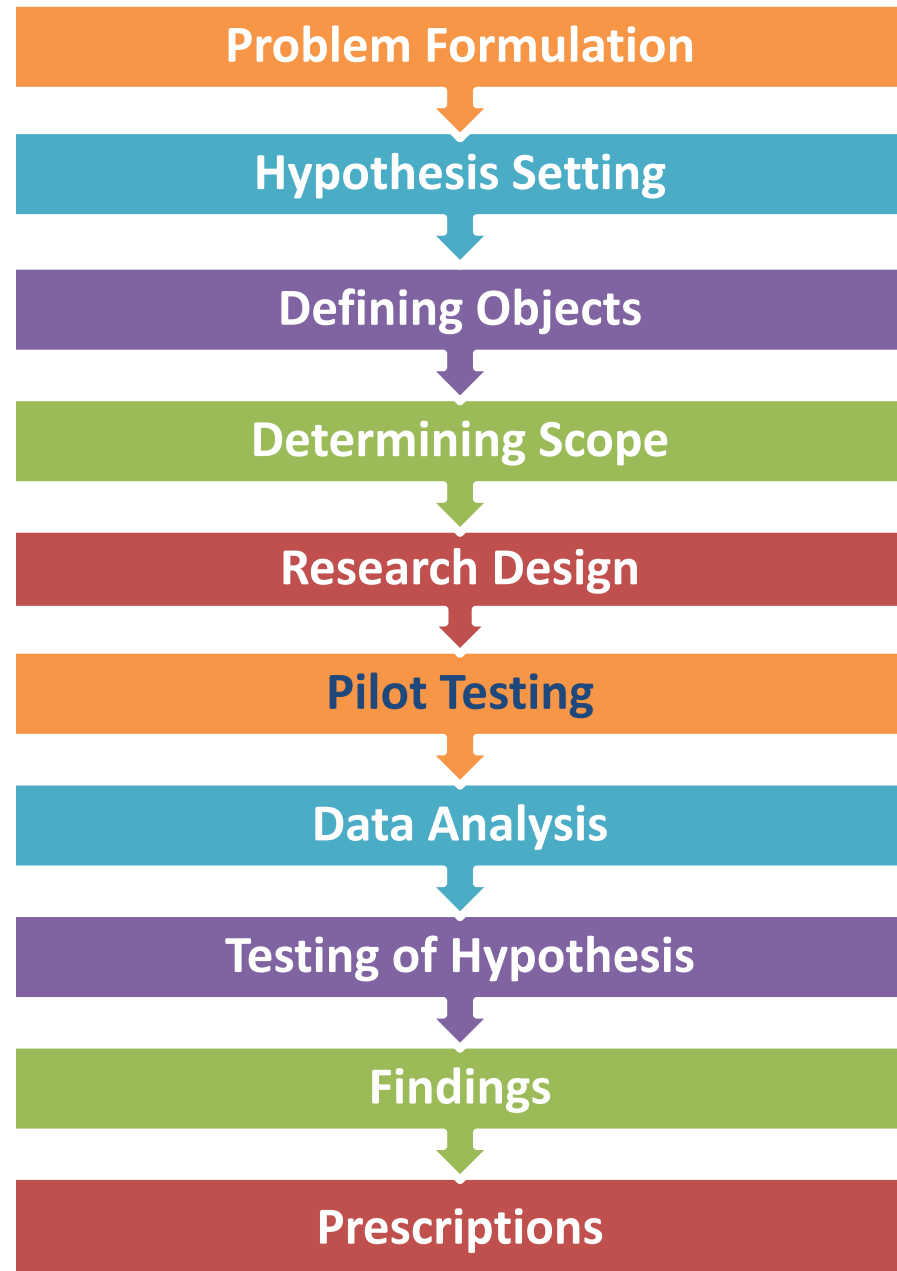 Problem Formulation
Hypothesis Setting
Defining Objects
Determining Scope
Research Design
Pilot Testing
Data Analysis
Testing of Hypothesis
Findings
Prescriptions